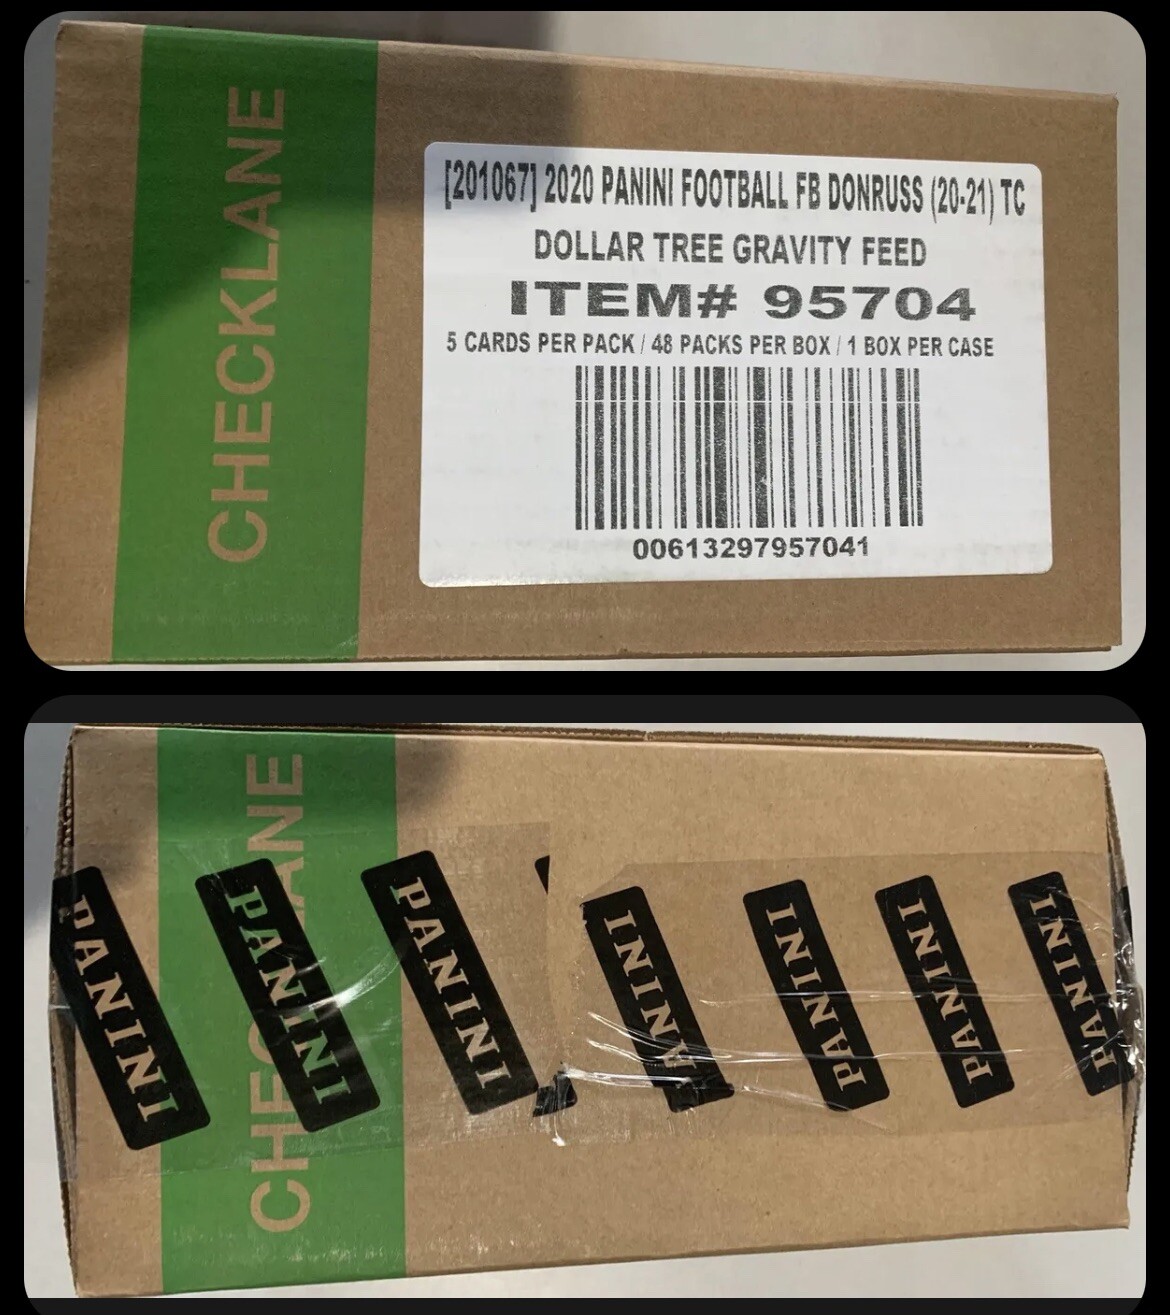 CHECKLANE
[201067] 2020 PANINI FOOTBALL FB DONRUSS (20-21) TC
DOLLAR TREE GRAVITY FEED
ITEM# 95704
5 CARDS PER PACK / 48 PACKS PER BOX / 1 BOX PER CASE
00613297957041
CHECKLANE
PANINI
PANINI
PANINI
PANINI
PANINI
PANINI
PANINI